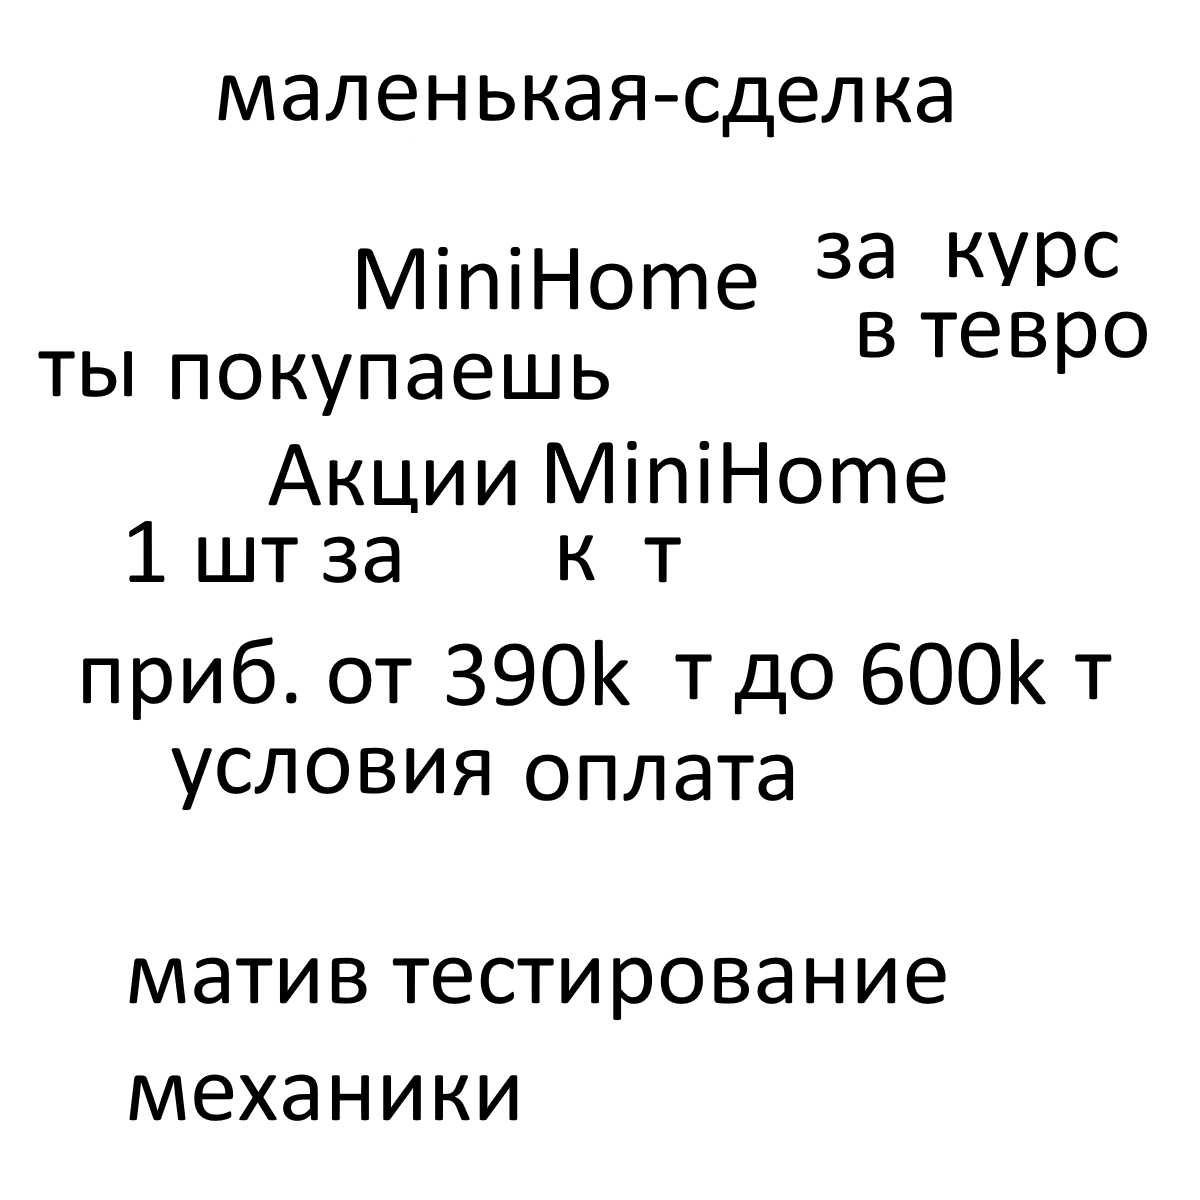 маленькая-сделка
MiniHome за курс
в тевро
ты покупаешь
Акции MiniHome
1 шт за к т
приб. от 390k т до 600k т
условия оплата
матив тестирование
механики